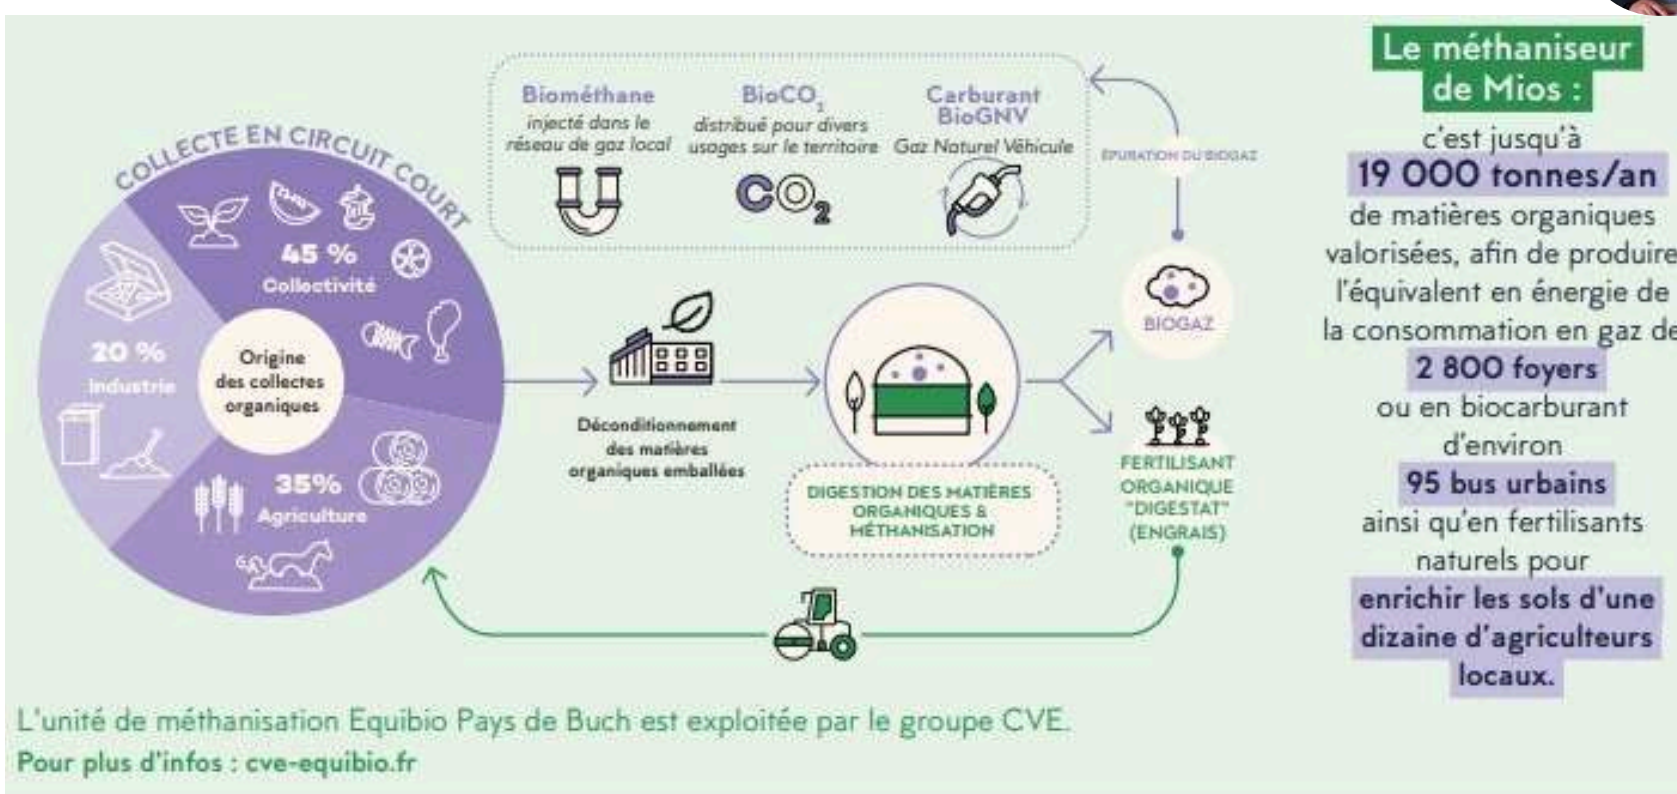 COLLECTE EN CIRCUIT COURT
45 %
Collectivité
20 %
Industrie
35%
Agriculture
Origine
des collectes
organiques
Biométhane
injecté dans le
réseau de gaz local
BioCO₂
distribué pour divers
usages sur le territoire
CO₂
Carburant
BioGNV
Gaz Naturel Véhicule
ÉPURATION DU BIOGAZ
BIOGAZ
Déconditionnement
des matières
organiques emballées
DIGESTION DES MATIÈRES
ORGANIQUES &
MÉTHANISATION
FERTILISANT
ORGANIQUE
"DIGESTAT"
(ENGRAIS)
Le méthaniseur
de Mios :
c'est jusqu'à
19 000 tonnes/an
de matières organiques
valorisées, afin de produire
l'équivalent en énergie de
la consommation en gaz de
2 800 foyers
ou en biocarburant
d'environ
95 bus urbains
ainsi qu'en fertilisants
naturels pour
enrichir les sols d'une
dizaine d'agriculteurs
locaux.
L'unité de méthanisation Equibio Pays de Buch est exploitée par le groupe CVE.
Pour plus d'infos : cve-equibio.fr